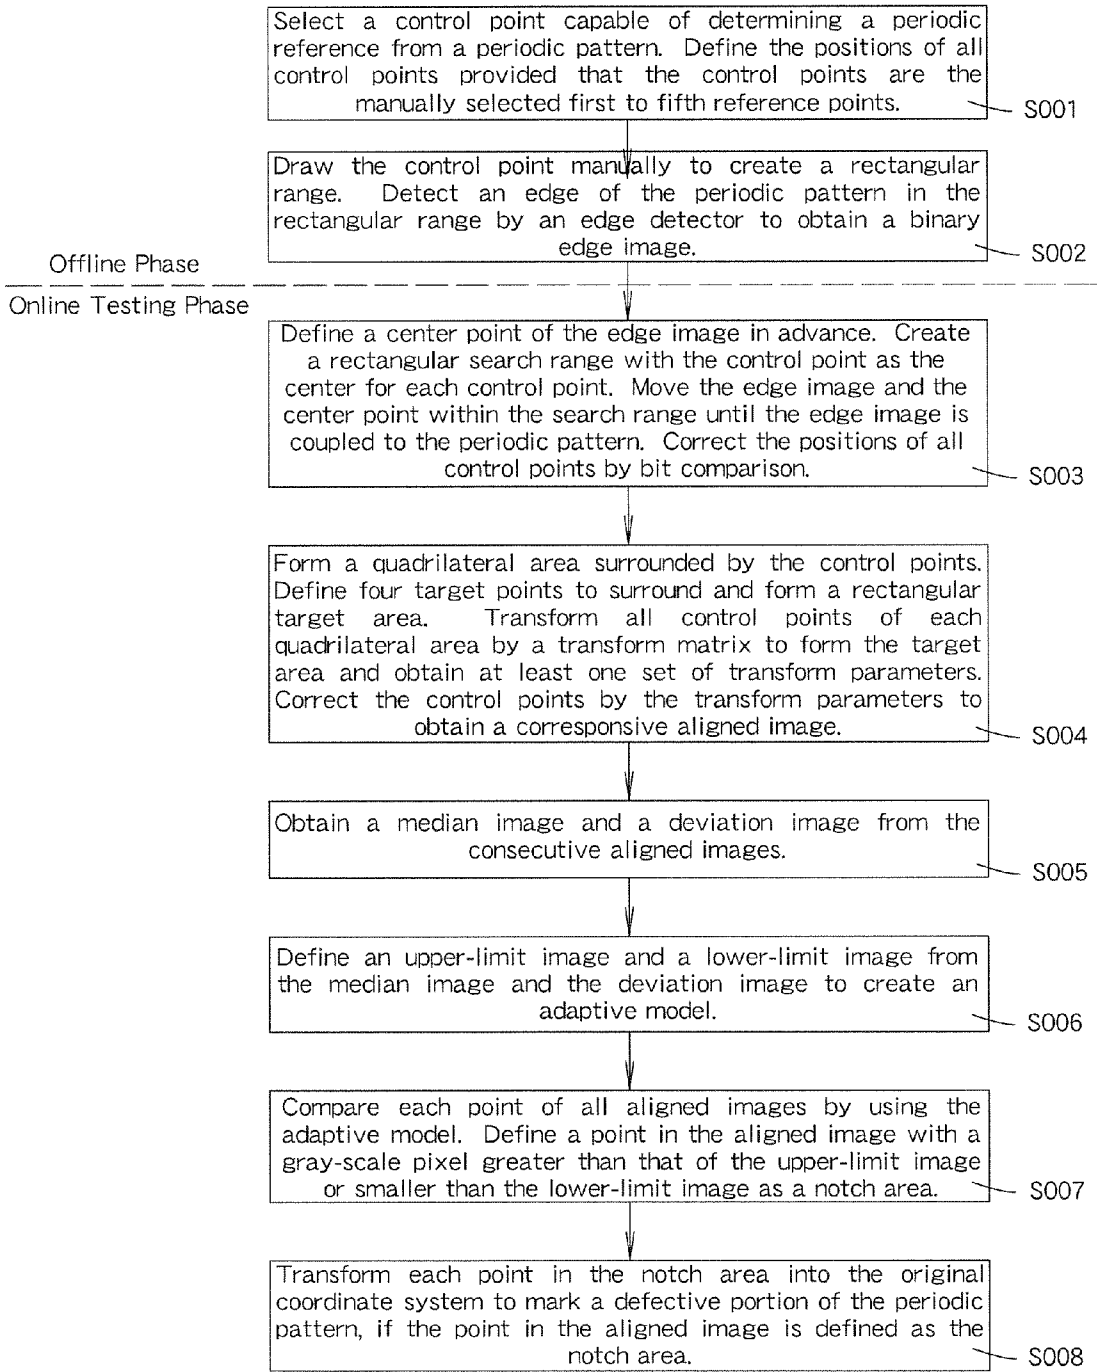 Select a control point capable of determining a periodic
reference from a periodic pattern. Define the positions of all
control points provided that the control points are the
manually selected first to fifth reference points.
S001
Draw the control point manually to create a rectangular
range. Detect an edge of the periodic pattern in the
rectangular range by an edge detector to obtain a binary
edge image.
S002
Offline Phase
Online Testing Phase
Define a center point of the edge image in advance. Create
a rectangular search range with the control point as the
center for each control point. Move the edge image and the
center point within the search range until the edge image is
coupled to the periodic pattern. Correct the positions of all
control points by bit comparison.
S003
Form a quadrilateral area surrounded by the control points.
Define four target points to surround and form a rectangular
target area. Transform all control points of each
quadrilateral area by a transform matrix to form the target
area and obtain at least one set of transform parameters.
Correct the control points by the transform parameters to
obtain a corresponsive aligned image.
S004
Obtain a median image and a deviation image from the
consecutive aligned images.
S005
Define an upper-limit image and a lower-limit image from
the median image and the deviation image to create an
adaptive model.
S006
Compare each point of all aligned images by using the
adaptive model. Define a point in the aligned image with a
gray-scale pixel greater than that of the upper-limit image
or smaller than the lower-limit image as a notch area.
S007
Transform each point in the notch area into the original
coordinate system to mark a defective portion of the periodic
pattern, if the point in the aligned image is defined as the
notch area.
S008